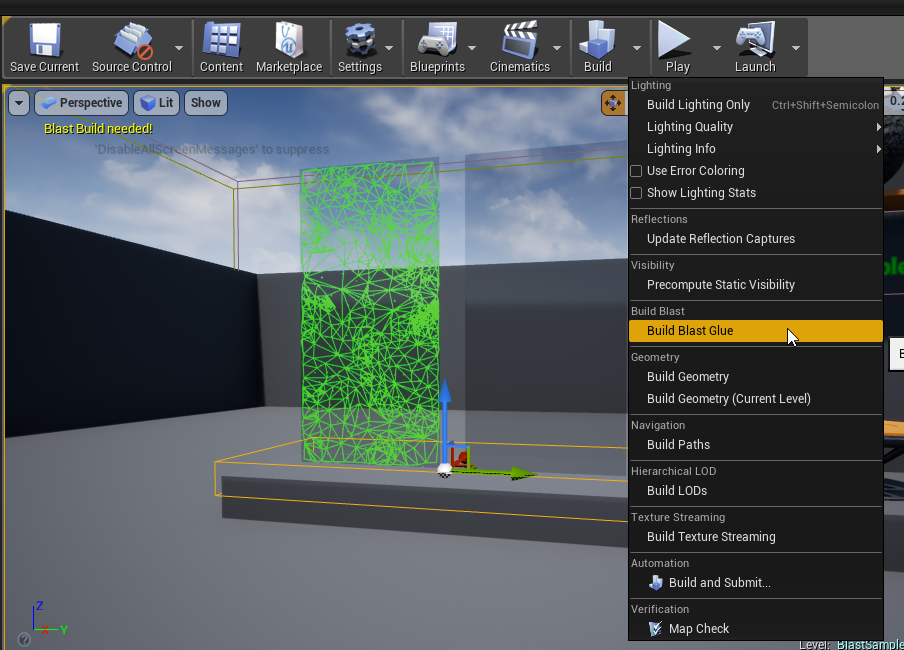 Save Current
Source Control
Content
Marketplace
Settings
Blueprints
Cinematics
Build
Play
Launch
Perspective
Lit
Show
Blast Build needed!
'DisableAllScreenMessages' to suppress
Lighting
Build Lighting Only Ctrl+Shift+Semicolon
Lighting Quality
Lighting Info
Use Error Coloring
Show Lighting Stats
Reflections
Update Reflection Captures
Visibility
Precompute Static Visibility
Build Blast
Build Blast Glue
Geometry
Build Geometry
Build Geometry (Current Level)
Navigation
Build Paths
Hierarchical LOD
Build LODs
Texture Streaming
Build Texture Streaming
Automation
Build and Submit...
Verification
Map Check
Z
X
Y
?
Level: BlastSample